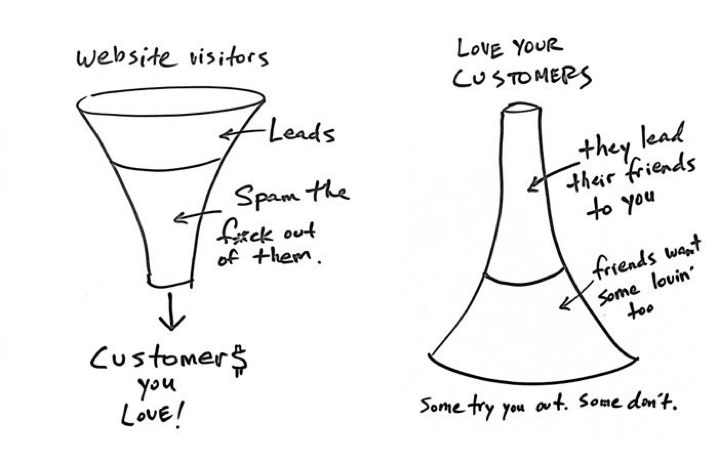 website visitors
Leads
Spam the
f*ck out
of them.
Customer$
you
LOVE!
LOVE YOUR
CUSTOMERS
they lead
their friends
to you
friends want
some lovin'
too
Some try you out. Some don't.